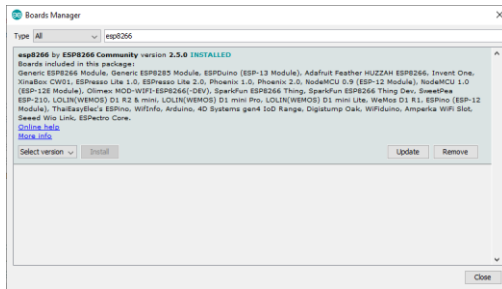 Boards Manager
Type All esp8266
esp8266 by ESP8266 Community version 2.5.0 INSTALLED
Boards included in this package:
Generic ESP8266 Module, Generic ESP8285 Module, ESPDuino (ESP-13 Module), Adafruit Feather HUZZAH ESP8266, Invent One,
XinaBox CW01, ESPresso Lite 1.0, ESPresso Lite 2.0, Phoenix 1.0, Phoenix 2.0, NodeMCU 0.9 (ESP-12 Module), NodeMCU 1.0
(ESP-12E Module), Olimex MOD-WIFI-ESP8266(-DEV), SparkFun ESP8266 Thing, SparkFun ESP8266 Thing Dev, SweetPea
ESP-210, LOLIN(WEMOS) D1 R2 & mini, LOLIN(WEMOS) D1 mini Pro, LOLIN(WEMOS) D1 mini Lite, WeMos D1 R1, ESPino (ESP-12
Module), ThaiEasyElec's ESPino, WifInfo, Arduino, 4D Systems gen4 IoD Range, Digistump Oak, WiFiduino, Amperka WiFi Slot,
Seeed Wio Link, ESPectro Core.
Online help
More info
Select version Install Update Remove
Close